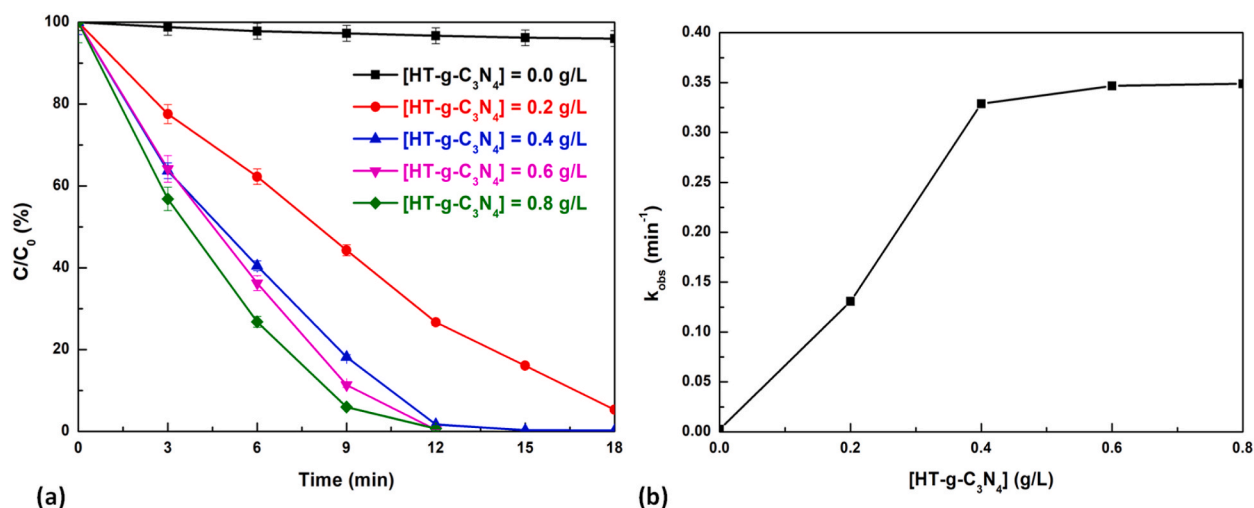 100
80
60
40
20
0
C/C₀ (%)
[HT-g-C₃N₄] = 0.0 g/L
[HT-g-C₃N₄] = 0.2 g/L
[HT-g-C₃N₄] = 0.4 g/L
[HT-g-C₃N₄] = 0.6 g/L
[HT-g-C₃N₄] = 0.8 g/L
0 3 6 9 12 15 18
Time (min)
(a)
0.40
0.35
0.30
0.25
0.20
0.15
0.10
0.05
0.00
k_obs (min⁻¹)
0.0 0.2 0.4 0.6 0.8
[HT-g-C₃N₄] (g/L)
(b)